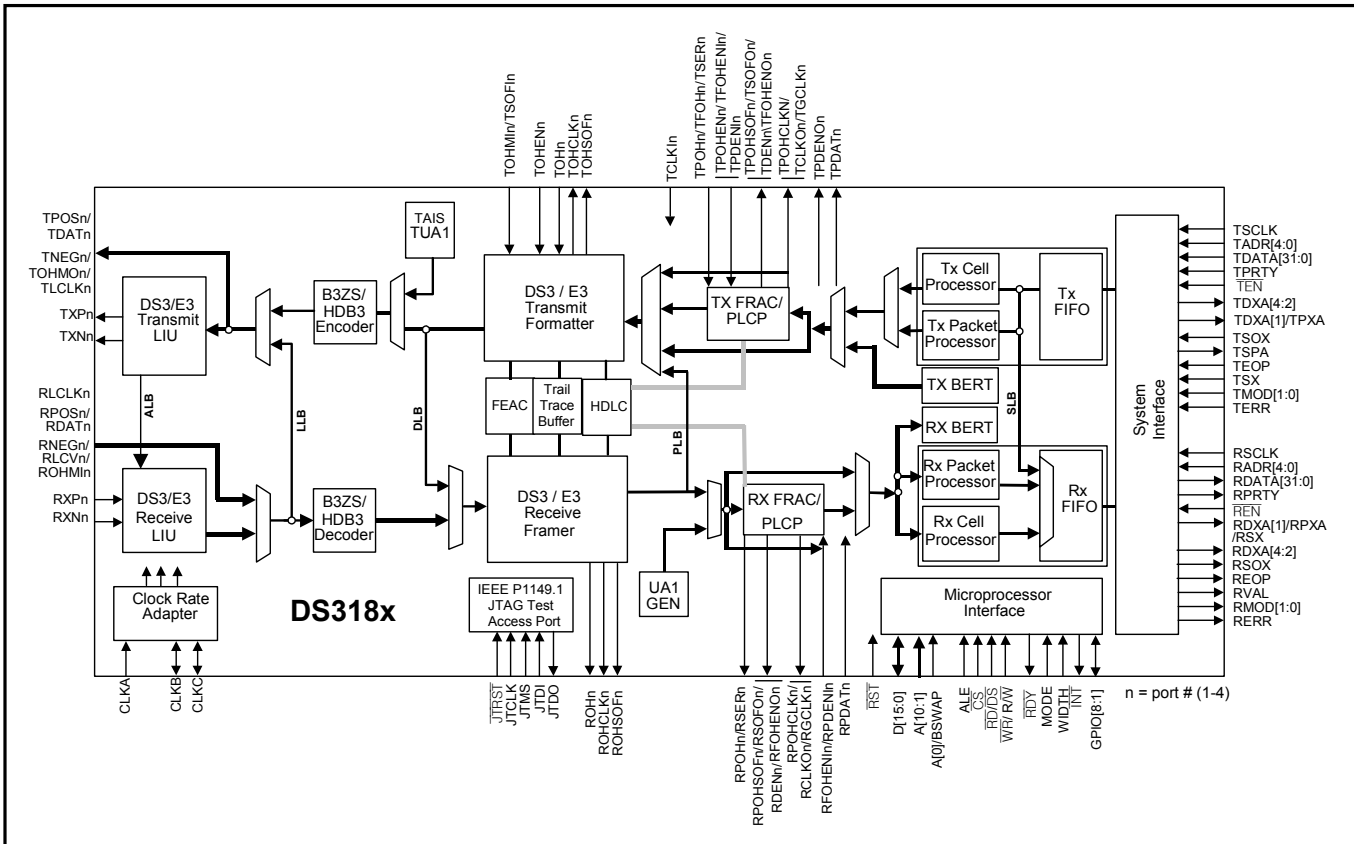 TOHMIn/TSOFIn
TOHENn
TOHn
TOHCLKn
TOHSOFn
TCLKIn
TPOHn/TFOHn/TSERn
TPOHENn/TFOHENIn/
TPDENIn
TPOHSOFn/TSOFOn/
TDENn\TFOHENOn
TPOHCLKN/
TCLKOn/TGCLKn
TPDENOn
TPDATn
TPOSn/
TDATn
TNEGn/
TOHMOn/
TLCLKn
TXPn
TXNn
RLCLKn
RPOSn/
RDATn
RNEGn/
RLCVn/
ROHMIn
RXPn
RXNn
DS3/E3
Transmit
LIU
ALB
DS3/E3
Receive
LIU
Clock Rate
Adapter
LLB
B3ZS/
HDB3
Encoder
TAIS
TUA1
B3ZS/
HDB3
Decoder
DLB
DS3 / E3
Transmit
Formatter
FEAC
Trail
Trace
Buffer
HDLC
DS3 / E3
Receive
Framer
IEEE P1149.1
JTAG Test
Access Port
DS318x
PLB
TX FRAC/
PLCP
RX FRAC/
PLCP
UA1
GEN
Tx Cell
Processor
Tx Packet
Processor
Tx
FIFO
TX BERT
RX BERT
SLB
Rx Packet
Processor
Rx Cell
Processor
Rx
FIFO
Microprocessor
Interface
System
Interface
TSCLK
TADR[4:0]
TDATA[31:0]
TPRTY
TEN
TDXA[4:2]
TDXA[1]/TPXA
TSOX
TSPA
TEOP
TSX
TMOD[1:0]
TERR
RSCLK
RADR[4:0]
RDATA[31:0]
RPRTY
REN
RDXA[1]/RPXA
/RSX
RDXA[4:2]
RSOX
REOP
RVAL
RMOD[1:0]
RERR
CLKA
CLKB
CLKC
JTRST
JTCLK
JTMS
JTDI
JTDO
ROHn
ROHCLKn
ROHSOFn
RPOHn/RSERn
RPOHSOFn/RSOFOn/
RDENn/RFOHENOn
RPOHCLKn/
RCLKOn/RGCLKn
RFOHENIn/RPDENIn
RPDATn
RST
D[15:0]
A[10:1]
A[0]/BSWAP
ALE
CS
RD/DS
WR/ R/W
RDY
MODE
WIDTH
INT
GPIO[8:1]
n = port # (1-4)